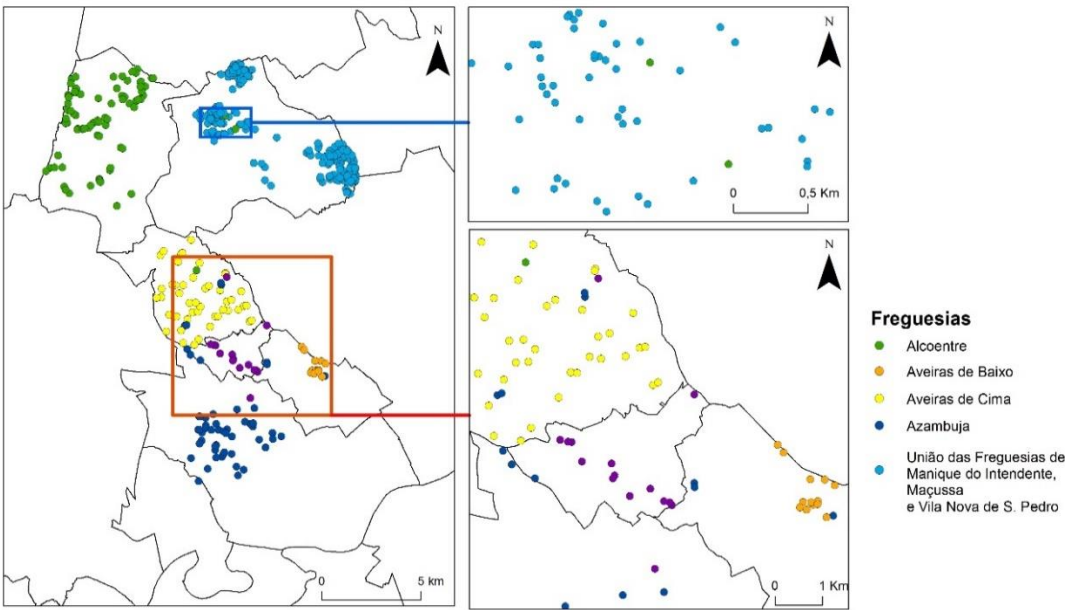 N
0
5 km
N
0
0,5 Km
N
0
1 Km
Freguesias
Alcoentre
Aveiras de Baixo
Aveiras de Cima
Azambuja
União das Freguesias de
Manique do Intendente,
Maçussa
e Vila Nova de S. Pedro